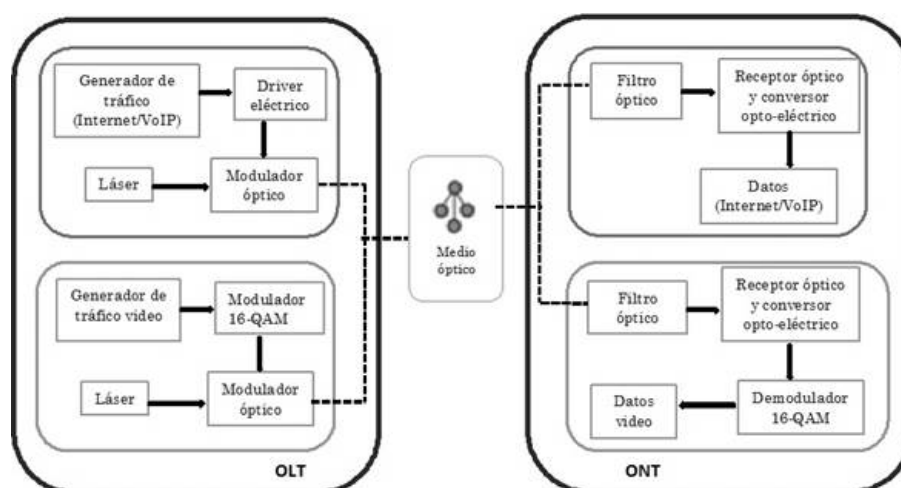 Generador de
tráfico
(Internet/VoIP)
Driver
eléctrico
Láser
Modulador
óptico
Generador de
tráfico video
Modulador
16-QAM
Láser
Modulador
óptico
OLT
Medio
óptico
Filtro
óptico
Receptor óptico
y conversor
opto-eléctrico
Datos
(Internet/VoIP)
Filtro
óptico
Receptor óptico
y conversor
opto-eléctrico
Datos
video
Demodulador
16-QAM
ONT